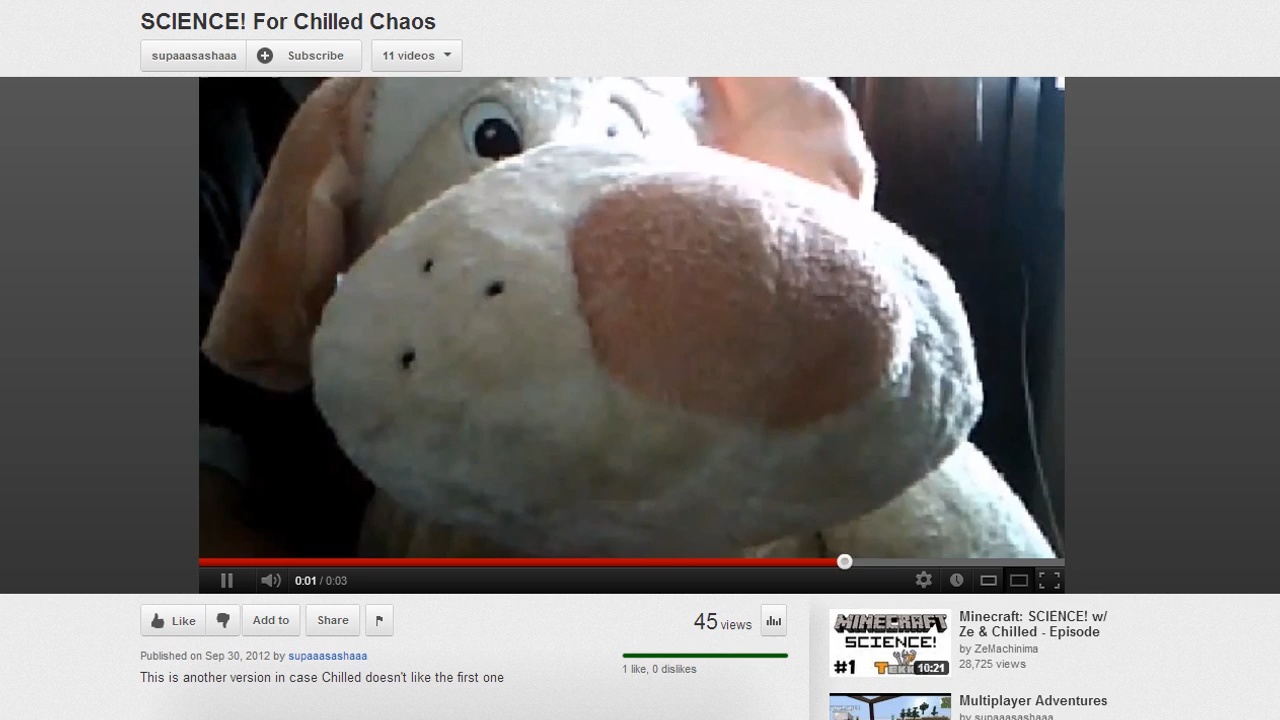 SCIENCE! For Chilled Chaos
supaaasashaaa Subscribe 11 videos
0:01 / 0:03
Like Add to Share 45 views
Published on Sep 30, 2012 by supaaasashaaa
1 like, 0 dislikes
This is a short version in case Chilled doesn't like the first one
MINECRAFT
SCIENCE!
#1 10:21
Minecraft: SCIENCE! w/
Ze & Chilled - Episode
by ZeMachinima
28,725 views
Multiplayer Adventures
by supaaasashaaa